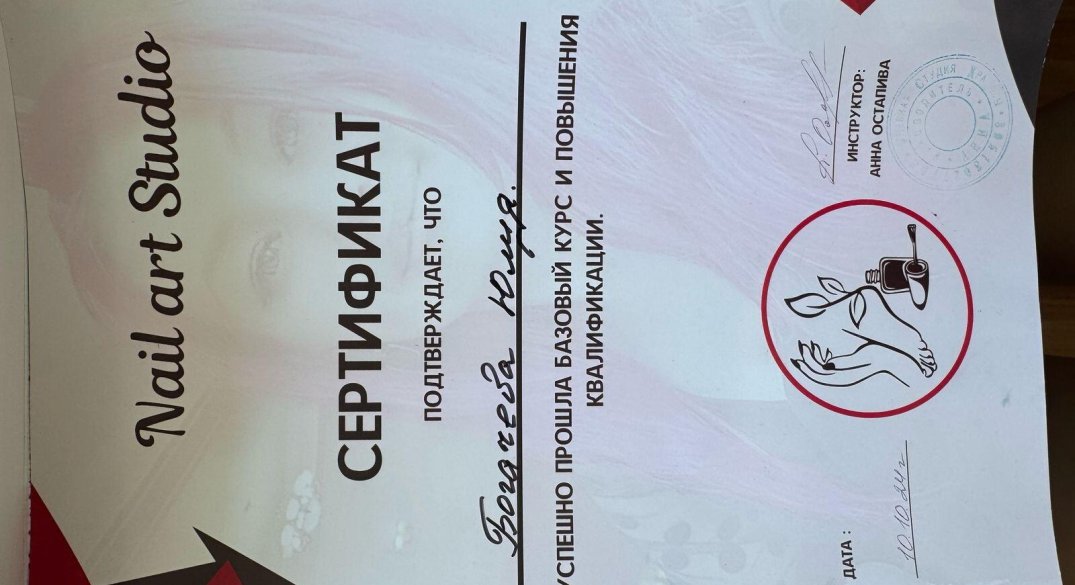 Nail art Studio
СЕРТИФИКАТ
ПОДТВЕРЖДАЕТ, ЧТО
Богачева Юлия.
УСПЕШНО ПРОШЛА БАЗОВЫЙ КУРС И ПОВЫШЕНИЯ
КВАЛИФИКАЦИИ.
ДАТА :
10.10.24г
ИНСТРУКТОР:
АННА ОСТАПИВА
СТУДИЯ